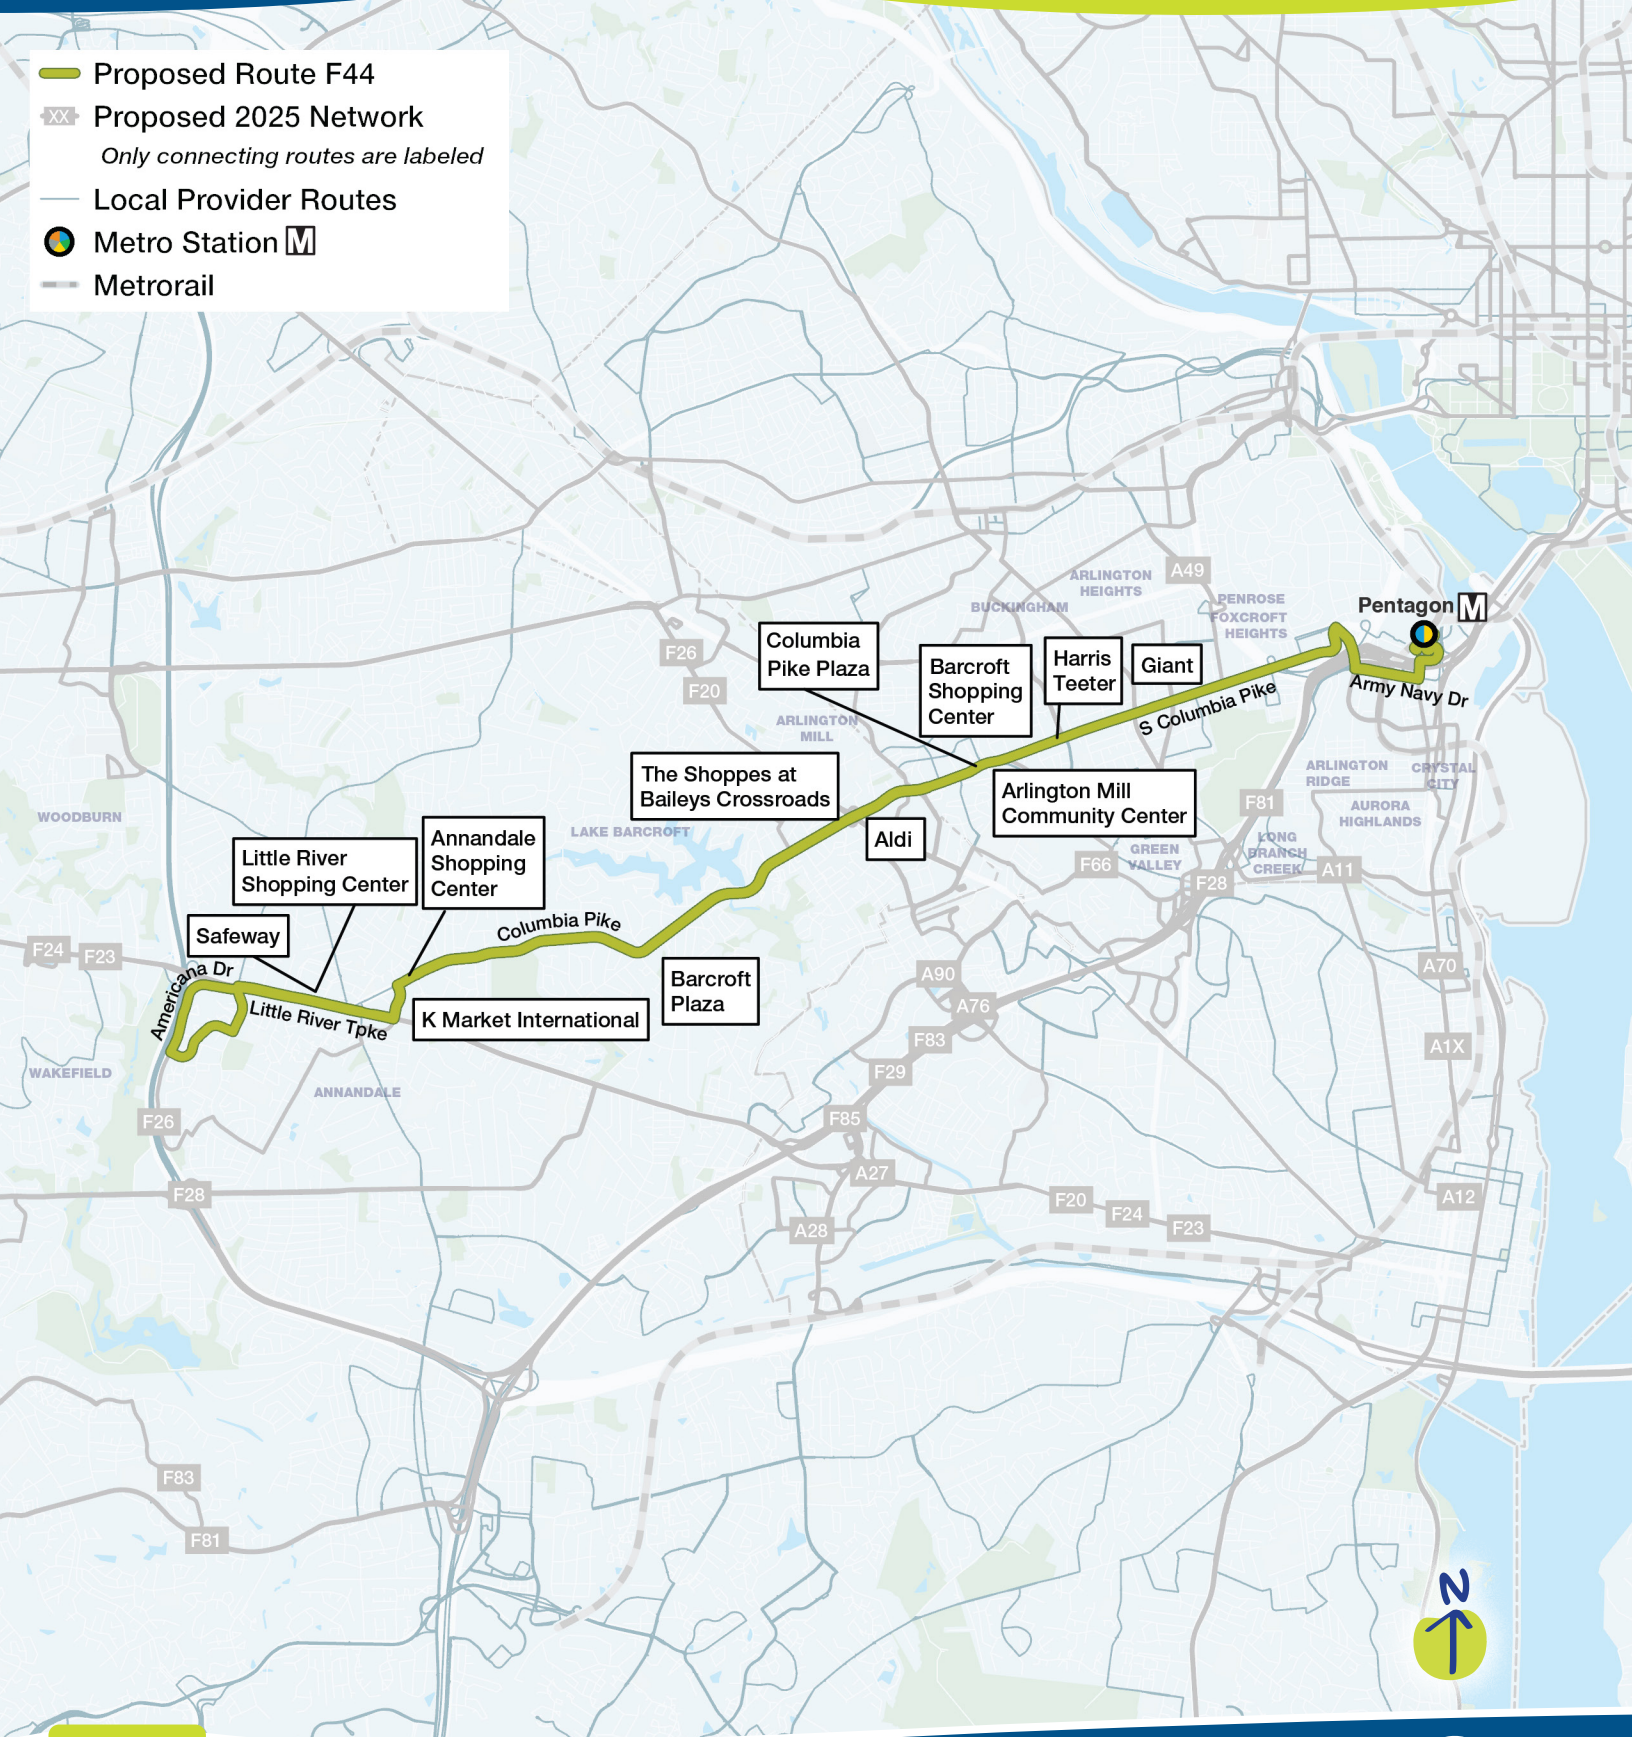 Proposed Route F44
XX Proposed 2025 Network
Only connecting routes are labeled
Local Provider Routes
Metro Station M
Metrorail
A49
ARLINGTON
HEIGHTS
BUCKINGHAM
PENROSE
FOXCROFT
HEIGHTS
Pentagon M
F26
F20
Columbia
Pike Plaza
Barcroft
Shopping
Center
Harris
Teeter
Giant
Army Navy Dr
S Columbia Pike
ARLINGTON
MILL
The Shoppes at
Baileys Crossroads
Arlington Mill
Community Center
ARLINGTON
RIDGE
CRYSTAL
CITY
F81
AURORA
HIGHLANDS
WOODBURN
LAKE BARCROFT
Aldi
GREEN
VALLEY
LONG
BRANCH
CREEK
F66
F28
A11
Little River
Shopping Center
Annandale
Shopping
Center
Columbia Pike
Safeway
F24
F23
Americana Dr
Little River Tpke
K Market International
Barcroft
Plaza
A90
A76
A70
F83
A1X
F29
WAKEFIELD
ANNANDALE
F26
F85
A27
F28
F20
F24
F23
A12
A28
F83
F81
N